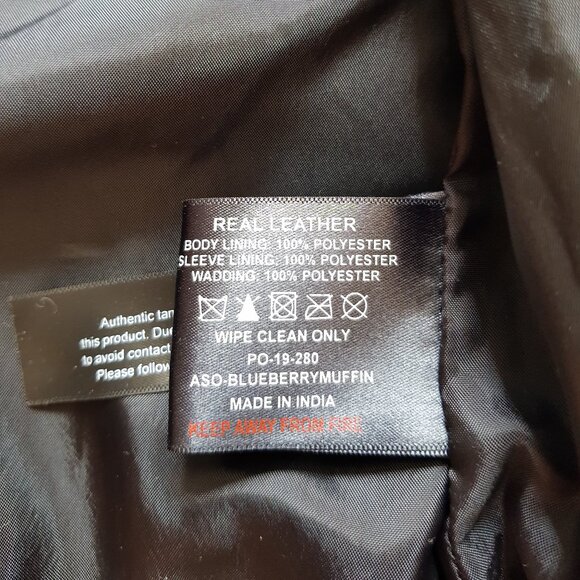 REAL LEATHER
BODY LINING: 100% POLYESTER
SLEEVE LINING: 100% POLYESTER
WADDING: 100% POLYESTER
WIPE CLEAN ONLY
PO-19-280
ASO-BLUEBERRYMUFFIN
MADE IN INDIA
KEEP AWAY FROM FIRE
Authentic tan
this product. Due
to avoid contac
Please follow